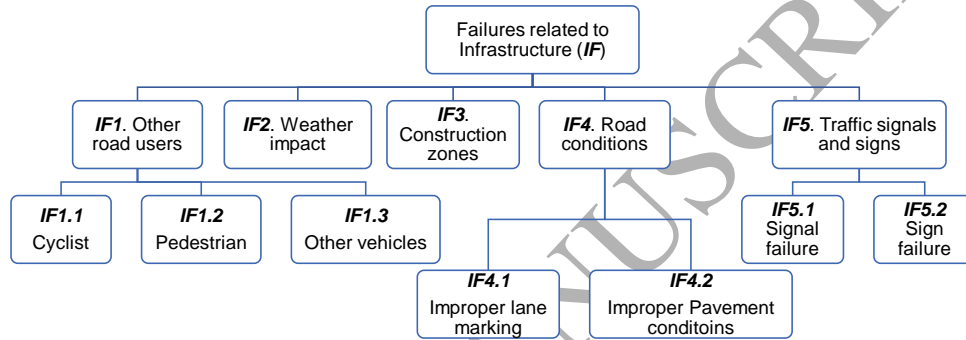 Failures related to
Infrastructure (IF)
IF1. Other
road users
IF2. Weather
impact
IF3.
Construction
zones
IF4. Road
conditions
IF5. Traffic signals
and signs
IF1.1
Cyclist
IF1.2
Pedestrian
IF1.3
Other vehicles
IF5.1
Signal
failure
IF5.2
Sign
failure
IF4.1
Improper lane
marking
IF4.2
Improper Pavement
conditoins
NUSCRI